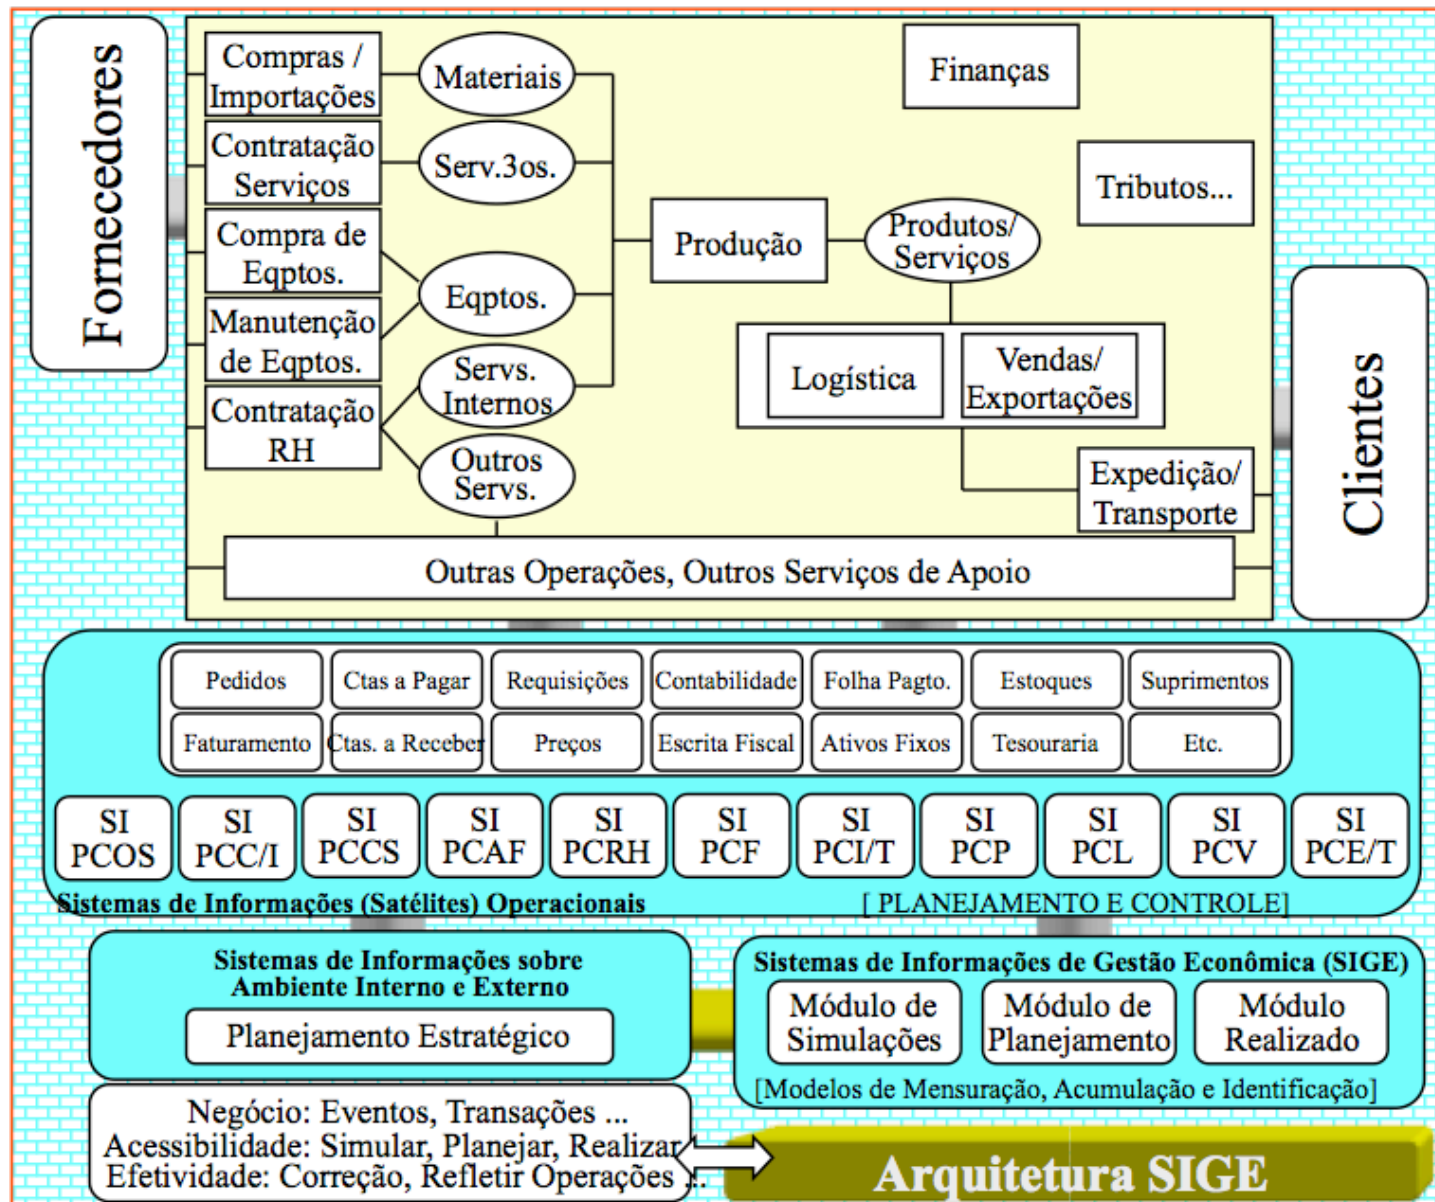 Fornecedores
Compras /
Importações
Materiais
Finanças
Contratação
Serviços
Serv.3os.
Tributos...
Compra de
Eqptos.
Eqptos.
Produção
Produtos/
Serviços
Manutenção
de Eqptos.
Servs.
Internos
Logística
Vendas/
Exportações
Contratação
RH
Outros
Servs.
Expedição/
Transporte
Clientes
Outras Operações, Outros Serviços de Apoio
Pedidos
Ctas a Pagar
Requisições
Contabilidade
Folha Pagto.
Estoques
Suprimentos
Faturamento
Ctas. a Receber
Preços
Escrita Fiscal
Ativos Fixos
Tesouraria
Etc.
SI
PCOS
SI
PCC/I
SI
PCCS
SI
PCAF
SI
PCRH
SI
PCF
SI
PCI/T
SI
PCP
SI
PCL
SI
PCV
SI
PCE/T
Sistemas de Informações (Satélites) Operacionais
[ PLANEJAMENTO E CONTROLE]
Sistemas de Informações sobre
Ambiente Interno e Externo
Planejamento Estratégico
Sistemas de Informações de Gestão Econômica (SIGE)
Módulo de
Simulações
Módulo de
Planejamento
Módulo
Realizado
[Modelos de Mensuração, Acumulação e Identificação]
Negócio: Eventos, Transações ...
Acessibilidade: Simular, Planejar, Realizar
Efetividade: Correção, Refletir Operações ...
Arquitetura SIGE